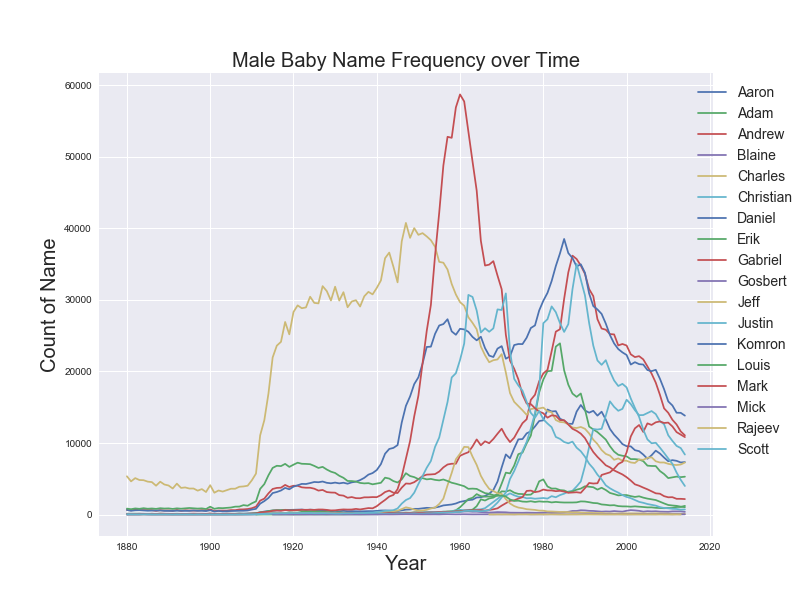 Male Baby Name Frequency over Time
60000
50000
40000
30000
20000
10000
0
Count of Name
1880
1900
1920
1940
1960
1980
2000
2020
Year
Aaron
Adam
Andrew
Blaine
Charles
Christian
Daniel
Erik
Gabriel
Gosbert
Jeff
Justin
Komron
Louis
Mark
Mick
Rajeev
Scott